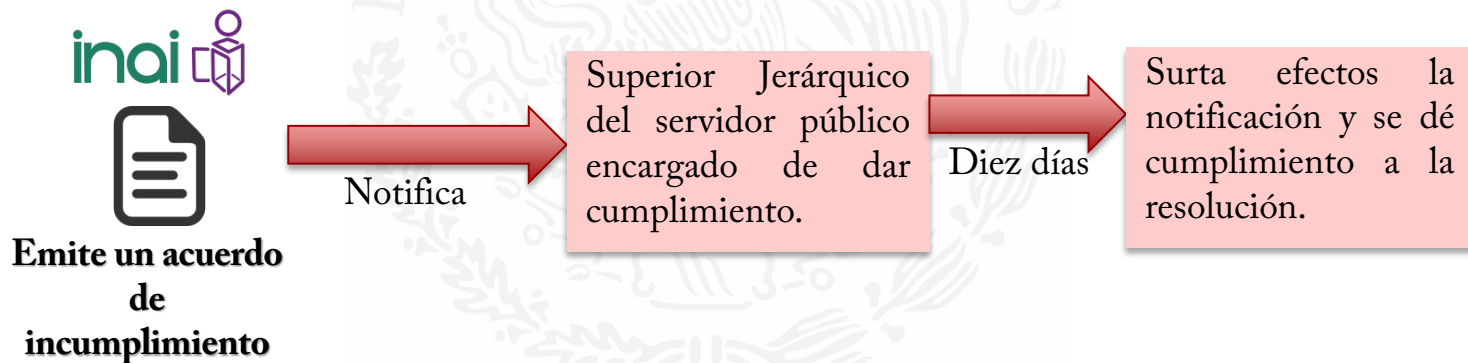 inai
Emite un acuerdo
de
incumplimiento
Notifica
Superior Jerárquico
del servidor público
encargado de dar
cumplimiento.
Diez días
Surta efectos la
notificación y se dé
cumplimiento a la
resolución.